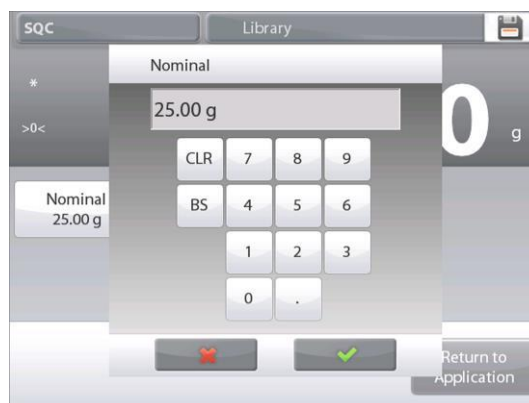 SQC
Library
*
>0<
Nominal
25.00 g
CLR 7 8 9
BS 4 5 6
1 2 3
0 .
0 g
Nominal
25.00 g
Return to
Application